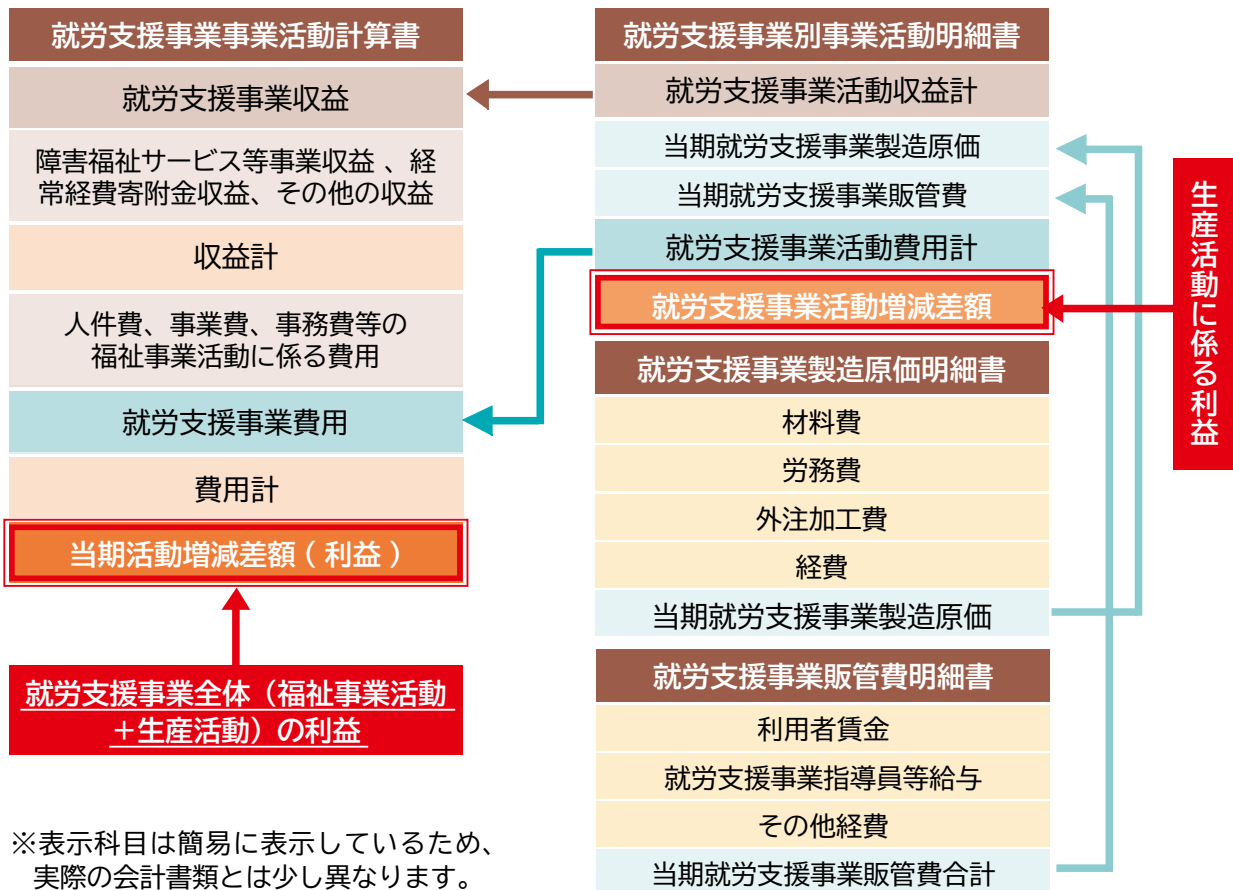 就労支援事業事業活動計算書
就労支援事業収益
障害福祉サービス等事業収益 、経
常経費寄附金収益、その他の収益
収益計
人件費、事業費、事務費等の
福祉事業活動に係る費用
就労支援事業費用
費用計
当期活動増減差額（ 利益 ）
就労支援事業全体（福祉事業活動
＋生産活動）の利益
※表示科目は簡易に表示しているため、
実際の会計書類とは少し異なります。
就労支援事業別事業活動明細書
就労支援事業活動収益計
当期就労支援事業製造原価
当期就労支援事業販管費
就労支援事業活動費用計
就労支援事業活動増減差額
就労支援事業製造原価明細書
材料費
労務費
外注加工費
経費
当期就労支援事業製造原価
就労支援事業販管費明細書
利用者賃金
就労支援事業指導員等給与
その他経費
当期就労支援事業販管費合計
生産活動に係る利益